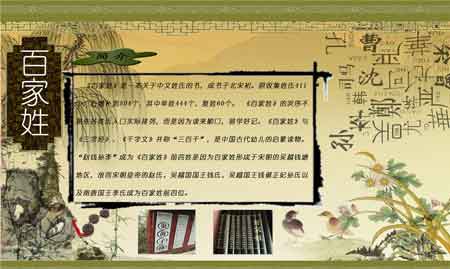 百家姓
简介
《百家姓》是一本关于中文姓氏的书，成书于北宋初。原收集姓氏411
个，后增补到504个，其中单姓444个，复姓60个。《百家姓》的次序不
是依各姓氏人口实际排列，而是因为读来顺口，易学好记。《百家姓》与
《三字经》、《千字文》并称“三百千”，是中国古代幼儿的启蒙读物。
“赵钱孙李”成为《百家姓》前四姓是因为百家姓形成于宋朝的吴越钱塘
地区，故而宋朝皇帝的赵氏、吴越国国王钱氏、吴越国王钱俶正妃孙氏以
及南唐国王李氏成为百家姓前四位。
曹
沈
孙